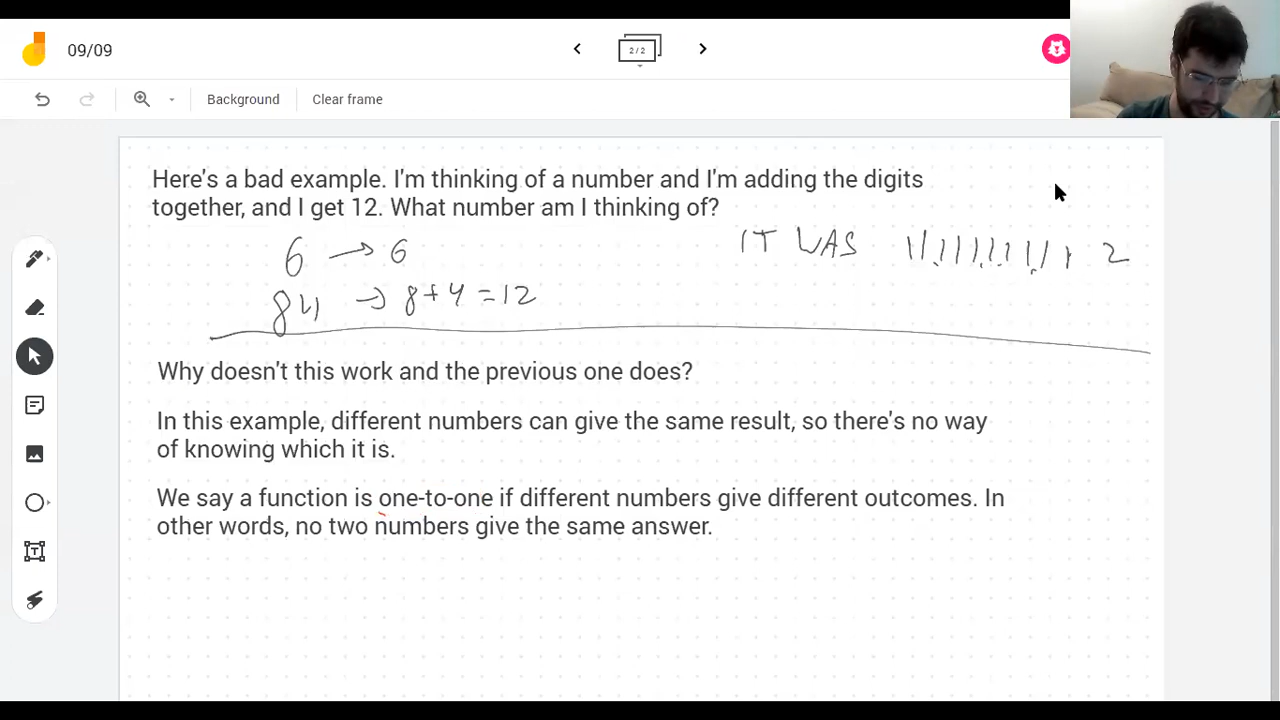 09/09
2/2
Background
Clear frame
Here's a bad example. I'm thinking of a number and I'm adding the digits
together, and I get 12. What number am I thinking of?
6 → 6
IT WAS
2
84 → 8+4=12
Why doesn't this work and the previous one does?
In this example, different numbers can give the same result, so there's no way
of knowing which it is.
We say a function is one-to-one if different numbers give different outcomes. In
other words, no two numbers give the same answer.